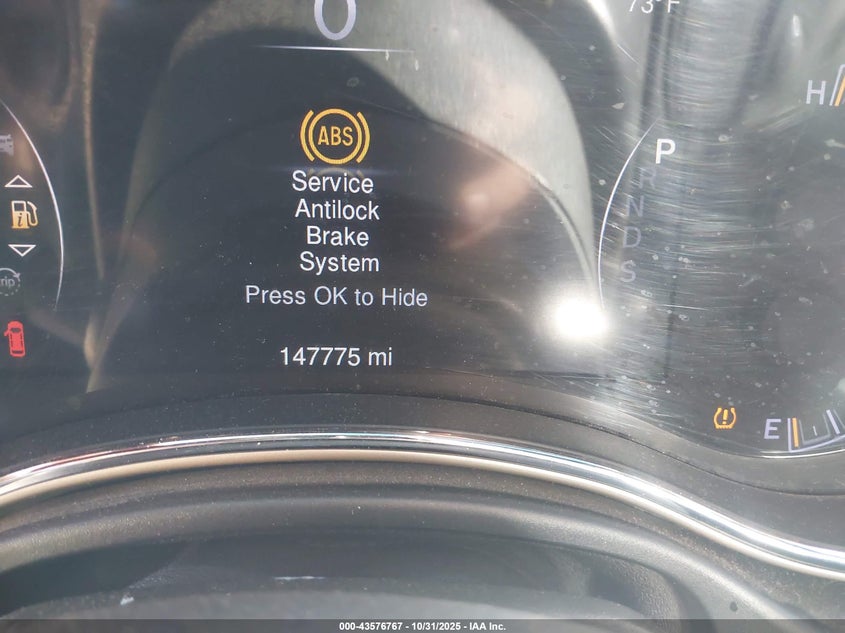 0
73°F
H
ABS
P
R
N
D
S
Service
Antilock
Brake
System
Press OK to Hide
trip
147775 mi
E
000-43576767 - 10/31/2025 - IAA Inc.